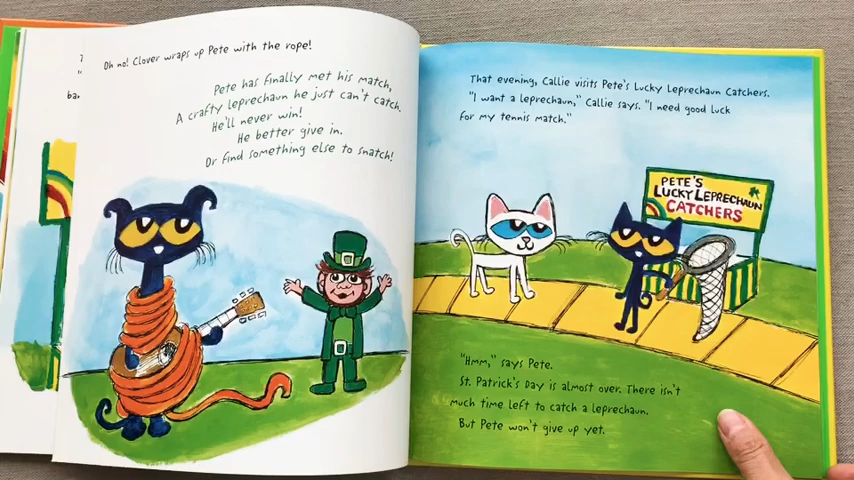 Oh no! Clover wraps up Pete with the rope!
Pete has finally met his match,
A crafty leprechaun he just can't catch.
He'll never win!
He better give in.
Or find something else to snatch!
That evening, Callie visits Pete's Lucky Leprechaun Catchers.
"I want a leprechaun," Callie says. "I need good luck
for my tennis match."
PETE'S
LUCKY LEPRECHAUN
CATCHERS
"Hmm," says Pete.
St. Patrick's Day is almost over. There isn't
much time left to catch a leprechaun.
But Pete won't give up yet.